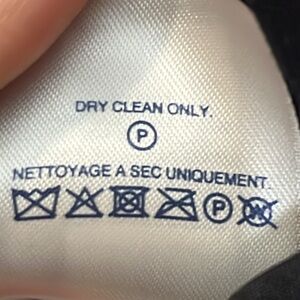 DRY CLEAN ONLY.
P
NETTOYAGE A SEC UNIQUEMENT.
P W